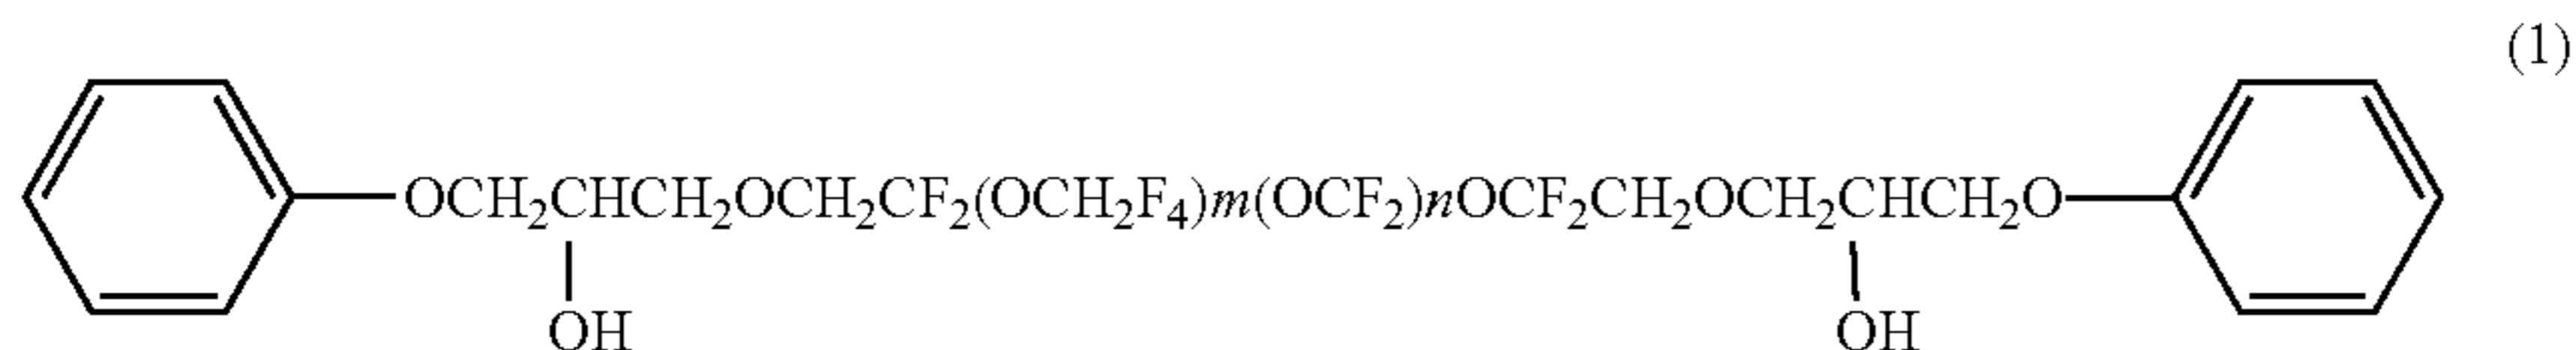 (1)
OCH₂CHCH₂OCH₂CF₂(OCH₂F₄)m(OCF₂)nOCF₂CH₂OCH₂CHCH₂O
OH OH